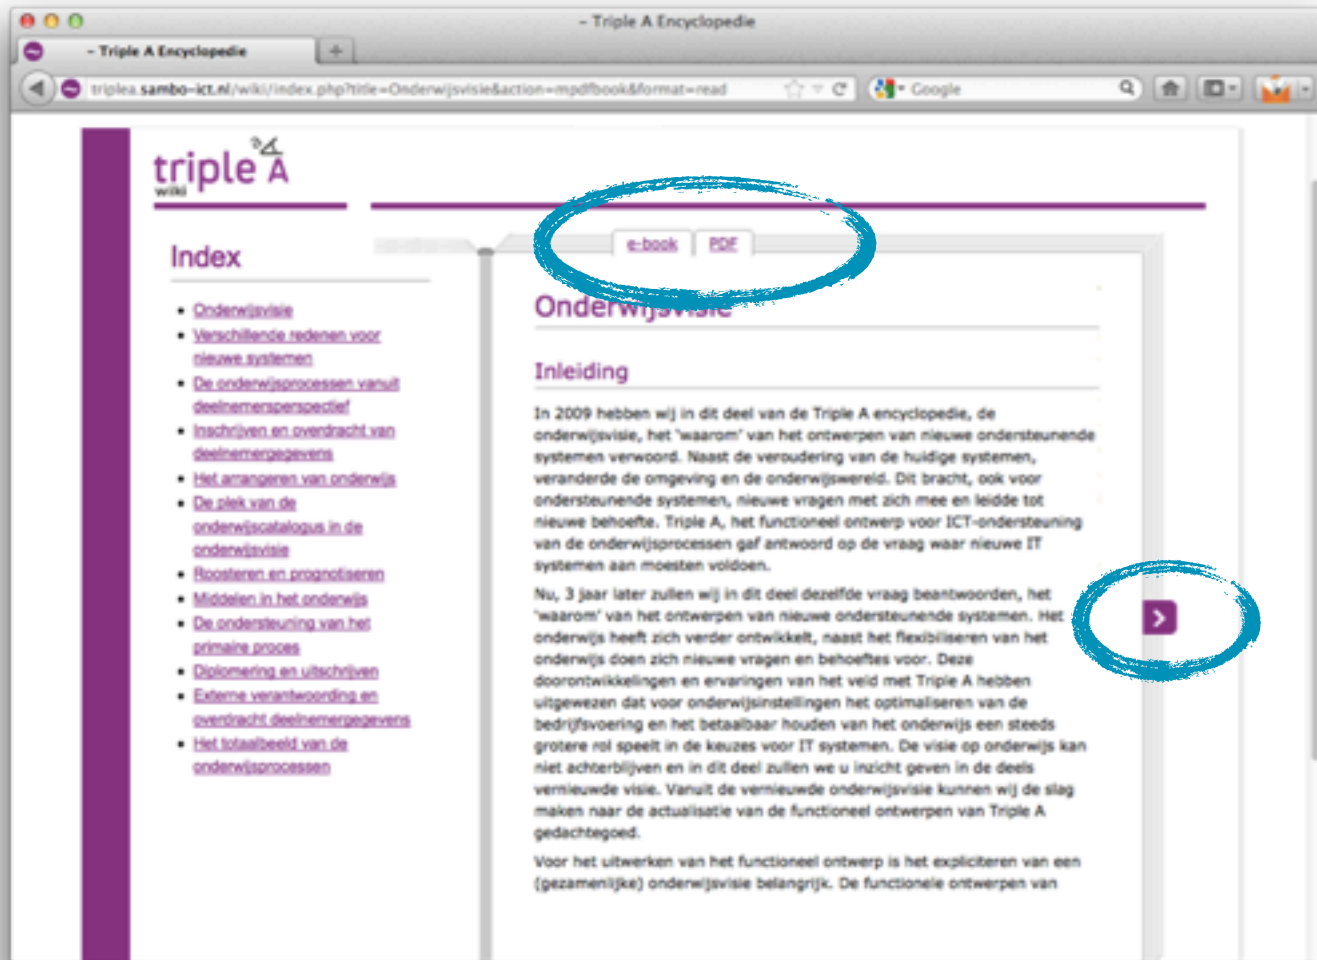 – Triple A Encyclopedie
– Triple A Encyclopedie
triplea.sambo-ict.nl/wiki/index.php?title=Onderwijsvisie&action=mpdfbook&format=read
Google
triple A
wiki
e-book PDF
Index
Onderwijsvisie
Verschillende redenen voor
nieuwe systemen
De onderwijsprocessen vanuit
deelnemersperspectief
Inschrijven en overdracht van
deelnemergegevens
Het arrangeren van onderwijs
De plek van de
onderwijscatalogus in de
onderwijsvisie
Roosteren en prognotiseren
Middelen in het onderwijs
De ondersteuning van het
primaire proces
Diplomering en uitschrijven
Externe verantwoording en
overdracht deelnemergegevens
Het totaalbeeld van de
onderwijsprocessen
Onderwijsvisie
Inleiding
In 2009 hebben wij in dit deel van de Triple A encyclopedie, de
onderwijsvisie, het 'waarom' van het ontwerpen van nieuwe ondersteunende
systemen verwoord. Naast de veroudering van de huidige systemen,
veranderde de omgeving en de onderwijswereld. Dit bracht, ook voor
ondersteunende systemen, nieuwe vragen met zich mee en leidde tot
nieuwe behoefte. Triple A, het functioneel ontwerp voor ICT-ondersteuning
van de onderwijsprocessen gaf antwoord op de vraag waar nieuwe IT
systemen aan moesten voldoen.
Nu, 3 jaar later zullen wij in dit deel dezelfde vraag beantwoorden, het
'waarom' van het ontwerpen van nieuwe ondersteunende systemen. Het
onderwijs heeft zich verder ontwikkelt, naast het flexibiliseren van het
onderwijs doen zich nieuwe vragen en behoeftes voor. Deze
doorontwikkelingen en ervaringen van het veld met Triple A hebben
uitgewezen dat voor onderwijsinstellingen het optimaliseren van de
bedrijfsvoering en het betaalbaar houden van het onderwijs een steeds
grotere rol speelt in de keuzes voor IT systemen. De visie op onderwijs kan
niet achterblijven en in dit deel zullen we u inzicht geven in de deels
vernieuwde visie. Vanuit de vernieuwde onderwijsvisie kunnen wij de slag
maken naar de actualisatie van de functioneel ontwerpen van Triple A
gedachtegoed.
Voor het uitwerken van het functioneel ontwerp is het expliciteren van een
(gezamenlijke) onderwijsvisie belangrijk. De functionele ontwerpen van